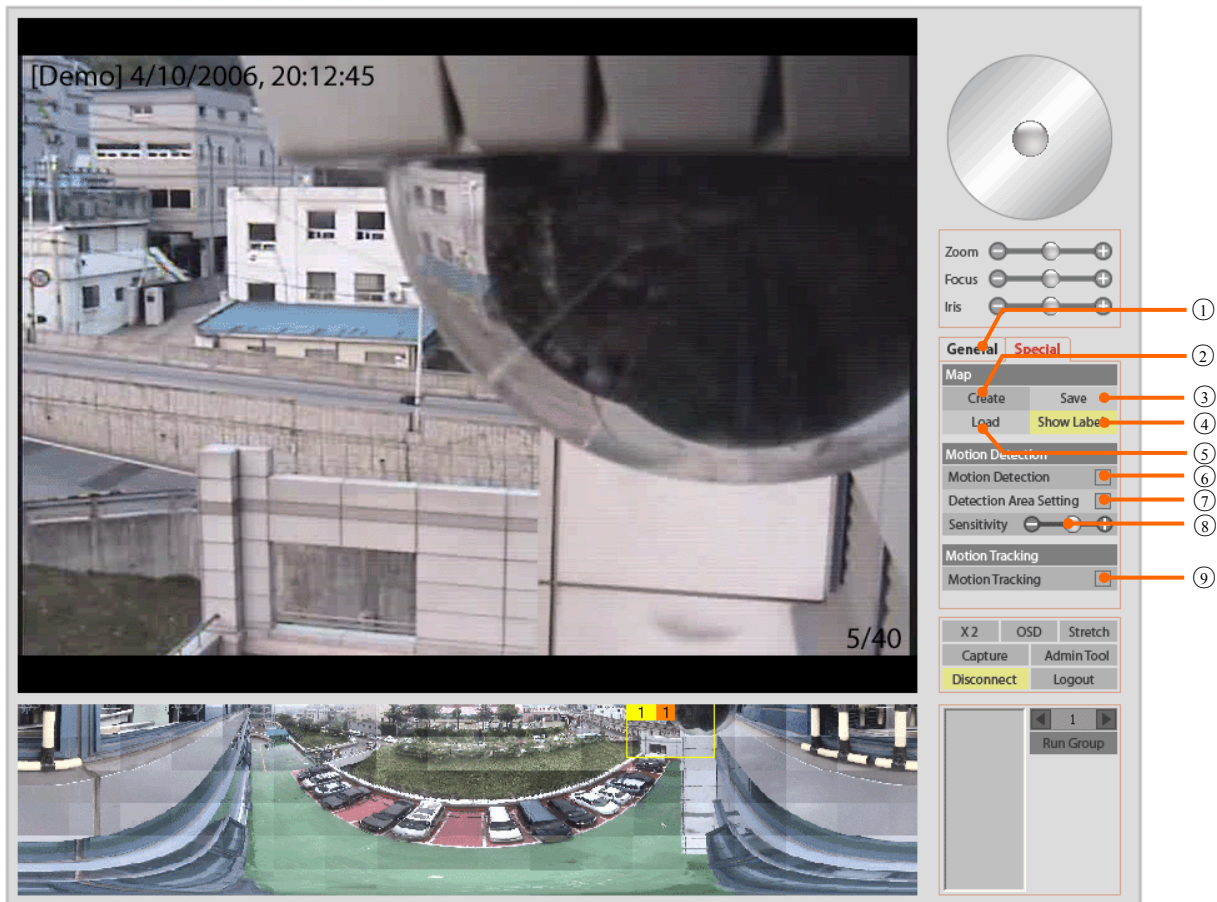 [Demo] 4/10/2006, 20:12:45
5/40
1 1
Zoom
Focus
Iris
General Special
Map
Create Save
Load Show Label
Motion Detection
Motion Detection
Detection Area Setting
Sensitivity
Motion Tracking
Motion Tracking
X 2 OSD Stretch
Capture Admin Tool
Disconnect Logout
1
Run Group
①
②
③
④
⑤
⑥
⑦
⑧
⑨